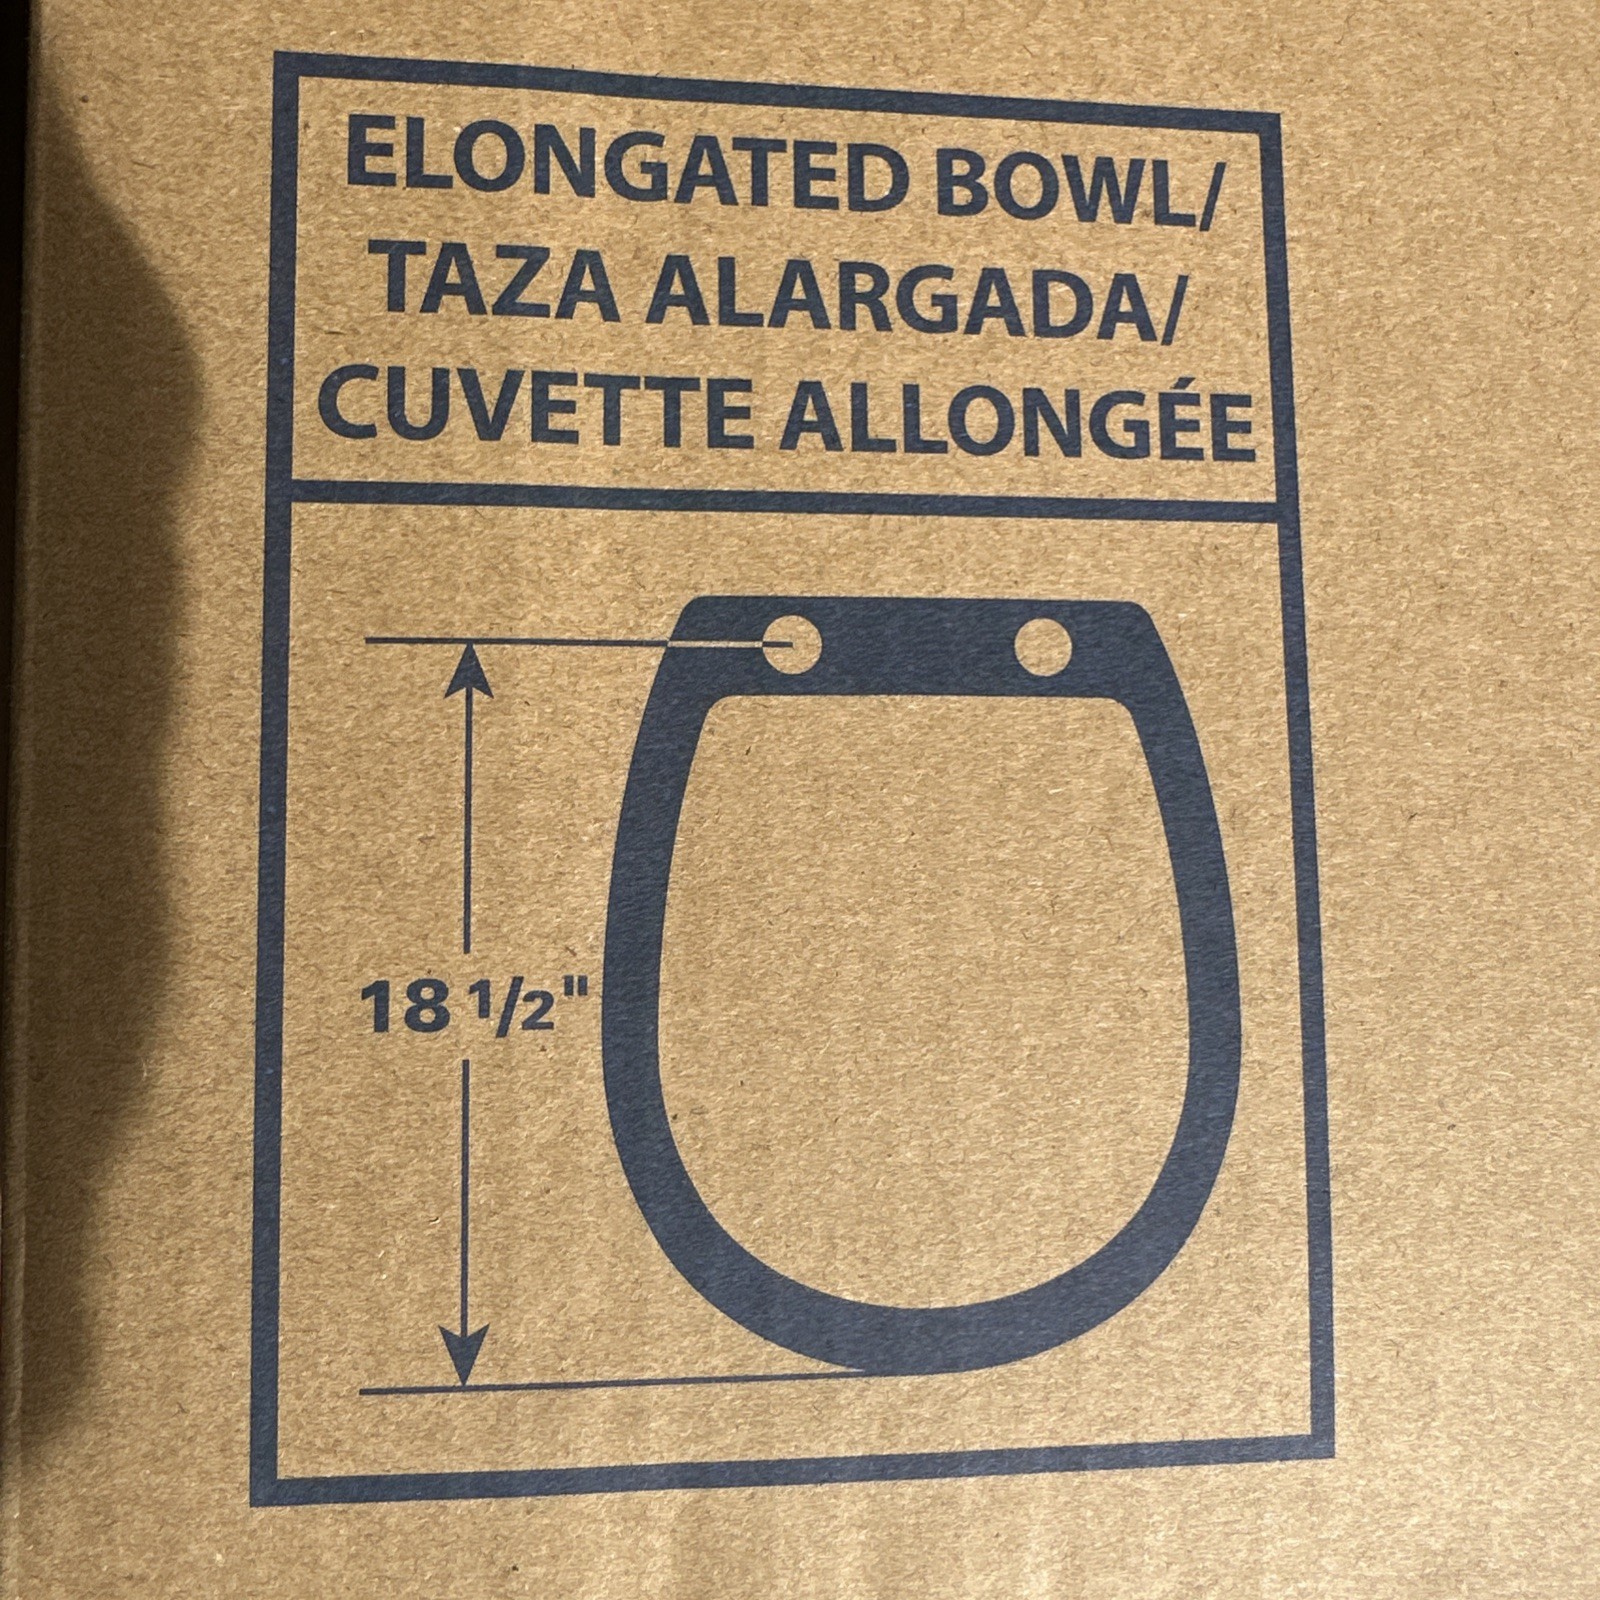 ELONGATED BOWL/
TAZA ALARGADA/
CUVETTE ALLONGÉE
18 1/2"